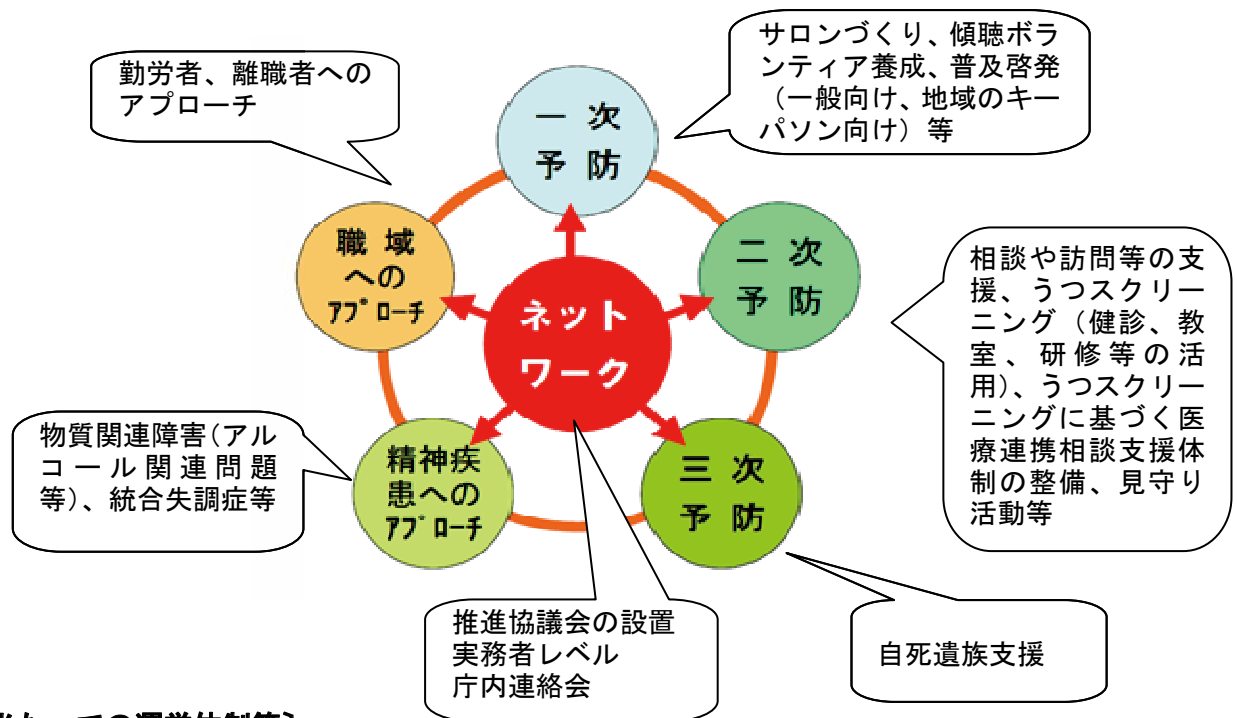 サロンづくり、傾聴ボラ
ンティア養成、普及啓発
（一般向け、地域のキー
パソン向け）等
勤労者、離職者への
アプローチ
一 次
予 防
職 域
への
ｱﾌﾟﾛｰﾁ
二 次
予 防
ネット
ワーク
相談や訪問等の支
援、うつスクリー
ニング（健診、教
室、研修等の活
用）、うつスクリー
ニングに基づく医
療連携相談支援体
制の整備、見守り
活動等
物質関連障害（アル
コール関連問題
等）、統合失調症等
精神疾
患への
ｱﾌﾟﾛｰﾁ
三 次
予 防
推進協議会の設置
実務者レベル
庁内連絡会
自死遺族支援